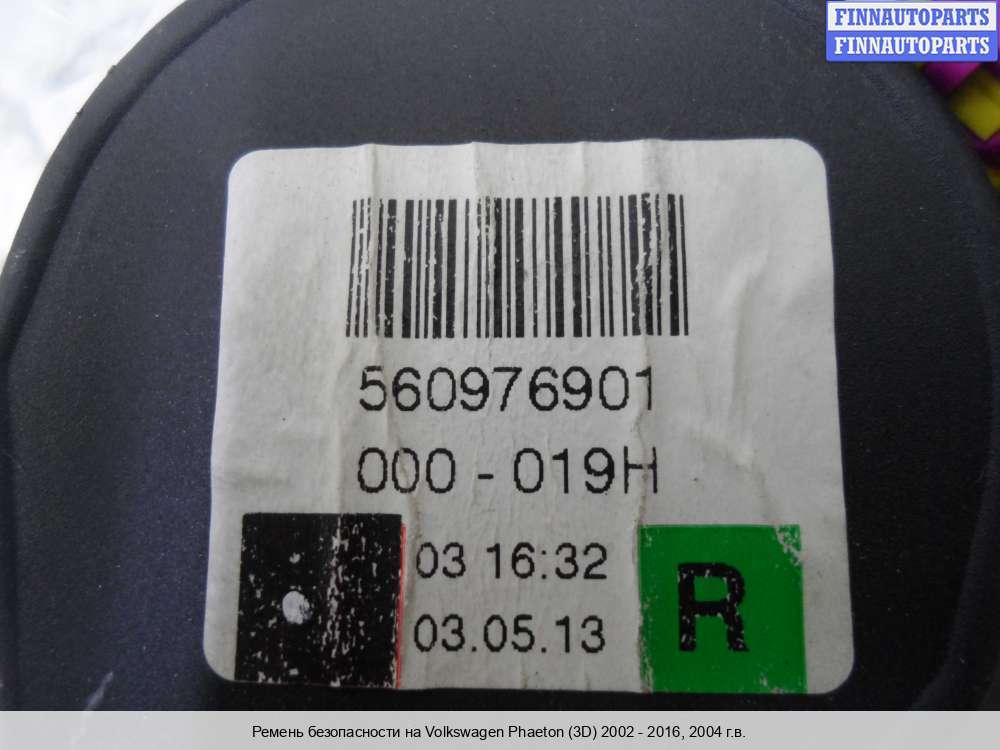 FINNAUTOPARTS
FINNAUTOPARTS
560976901
000 - 019H
03 16:32
03.05.13
R
Ремень безопасности на Volkswagen Phaeton (3D) 2002 - 2016, 2004 г.в.